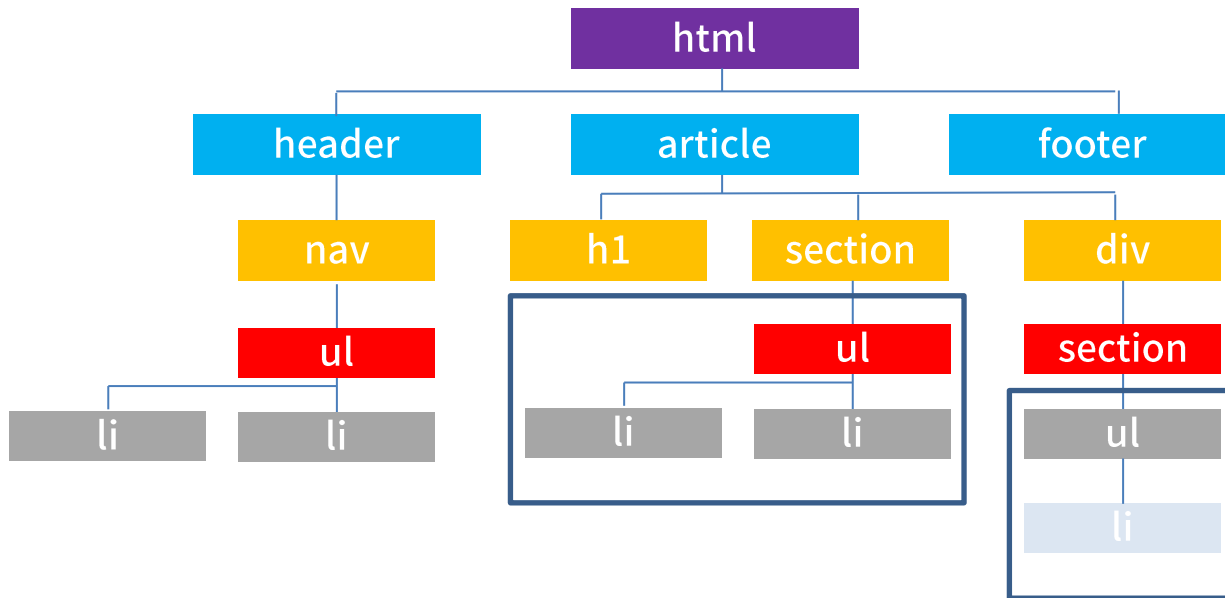 html
header
article
footer
nav
h1
section
div
ul
ul
section
li
li
li
li
ul
li